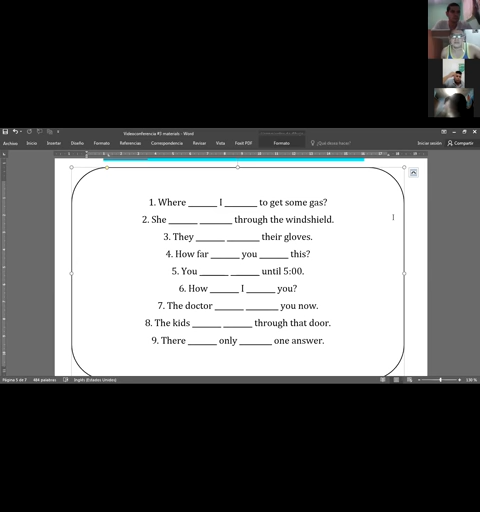 Videoconferencia #3 materials - Word
Archivo Inicio Insertar Diseño Formato Referencias Correspondencia Revisar Vista Foxit PDF Formato ¿Qué desea hacer? Iniciar sesión Compartir
1. Where ______ I ______ to get some gas?
2. She ______ ______ through the windshield.
3. They ______ ______ their gloves.
4. How far ______ you ______ this?
5. You ______ ______ until 5:00.
6. How ______ I ______ you?
7. The doctor ______ ______ you now.
8. The kids ______ ______ through that door.
9. There ______ only ______ one answer.
Página 5 de 7 484 palabras Inglés (Estados Unidos) 130 %